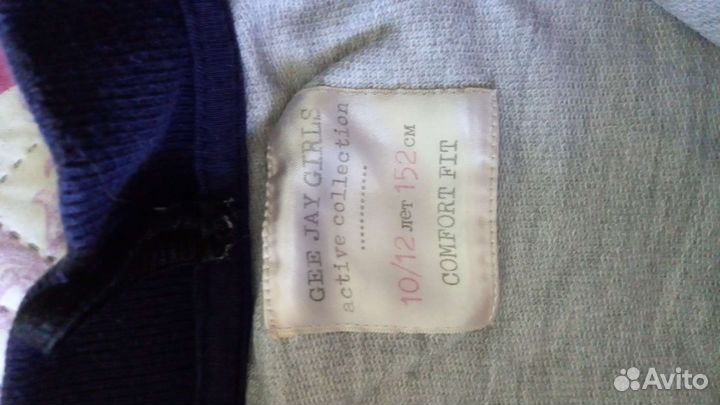 GEE JAY GIRLS
active collection
10/12 лет 152 см
COMFORT FIT
Avito